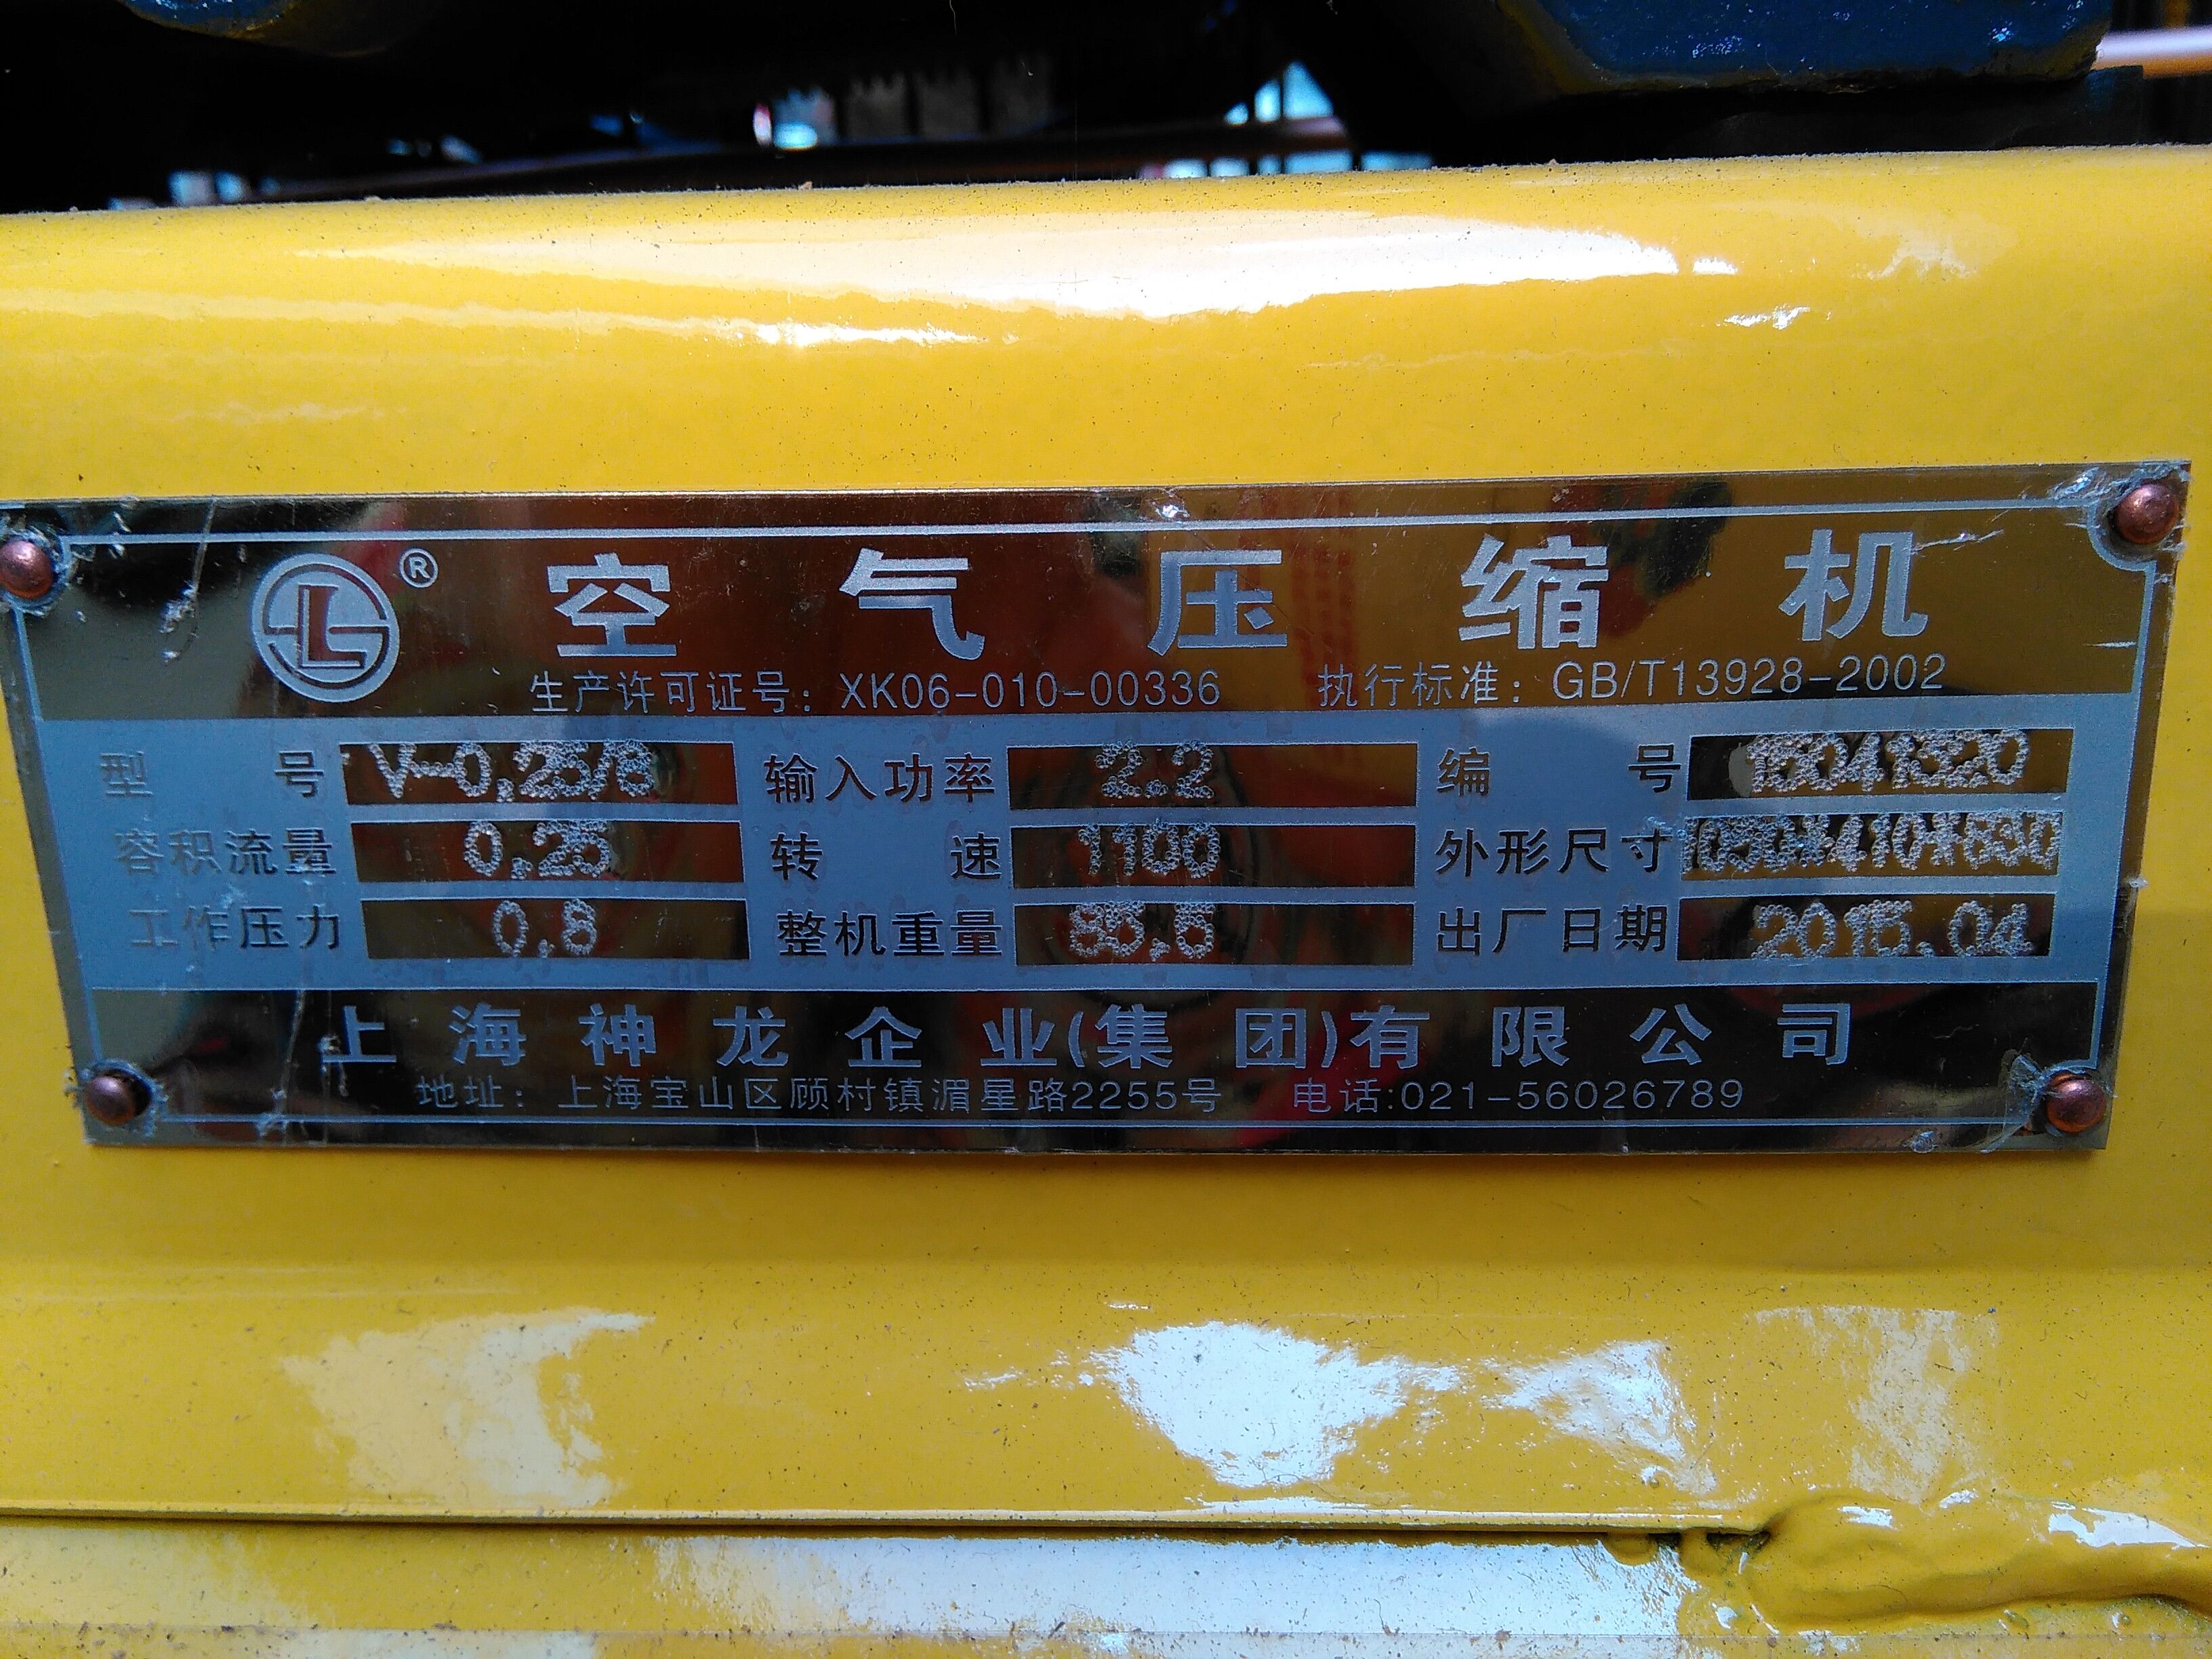 ® 空气压缩机
生产许可证号：XK06-010-00336 执行标准：GB/T13928-2002
型号 V-0.25/8 输入功率 2.2 编号 15041320
容积流量 0.25 转速 1100 外形尺寸
工作压力 0.8 整机重量 出厂日期 2015.04
上海神龙企业(集团)有限公司
地址：上海宝山区顾村镇湄星路2255号 电话:021-56026789